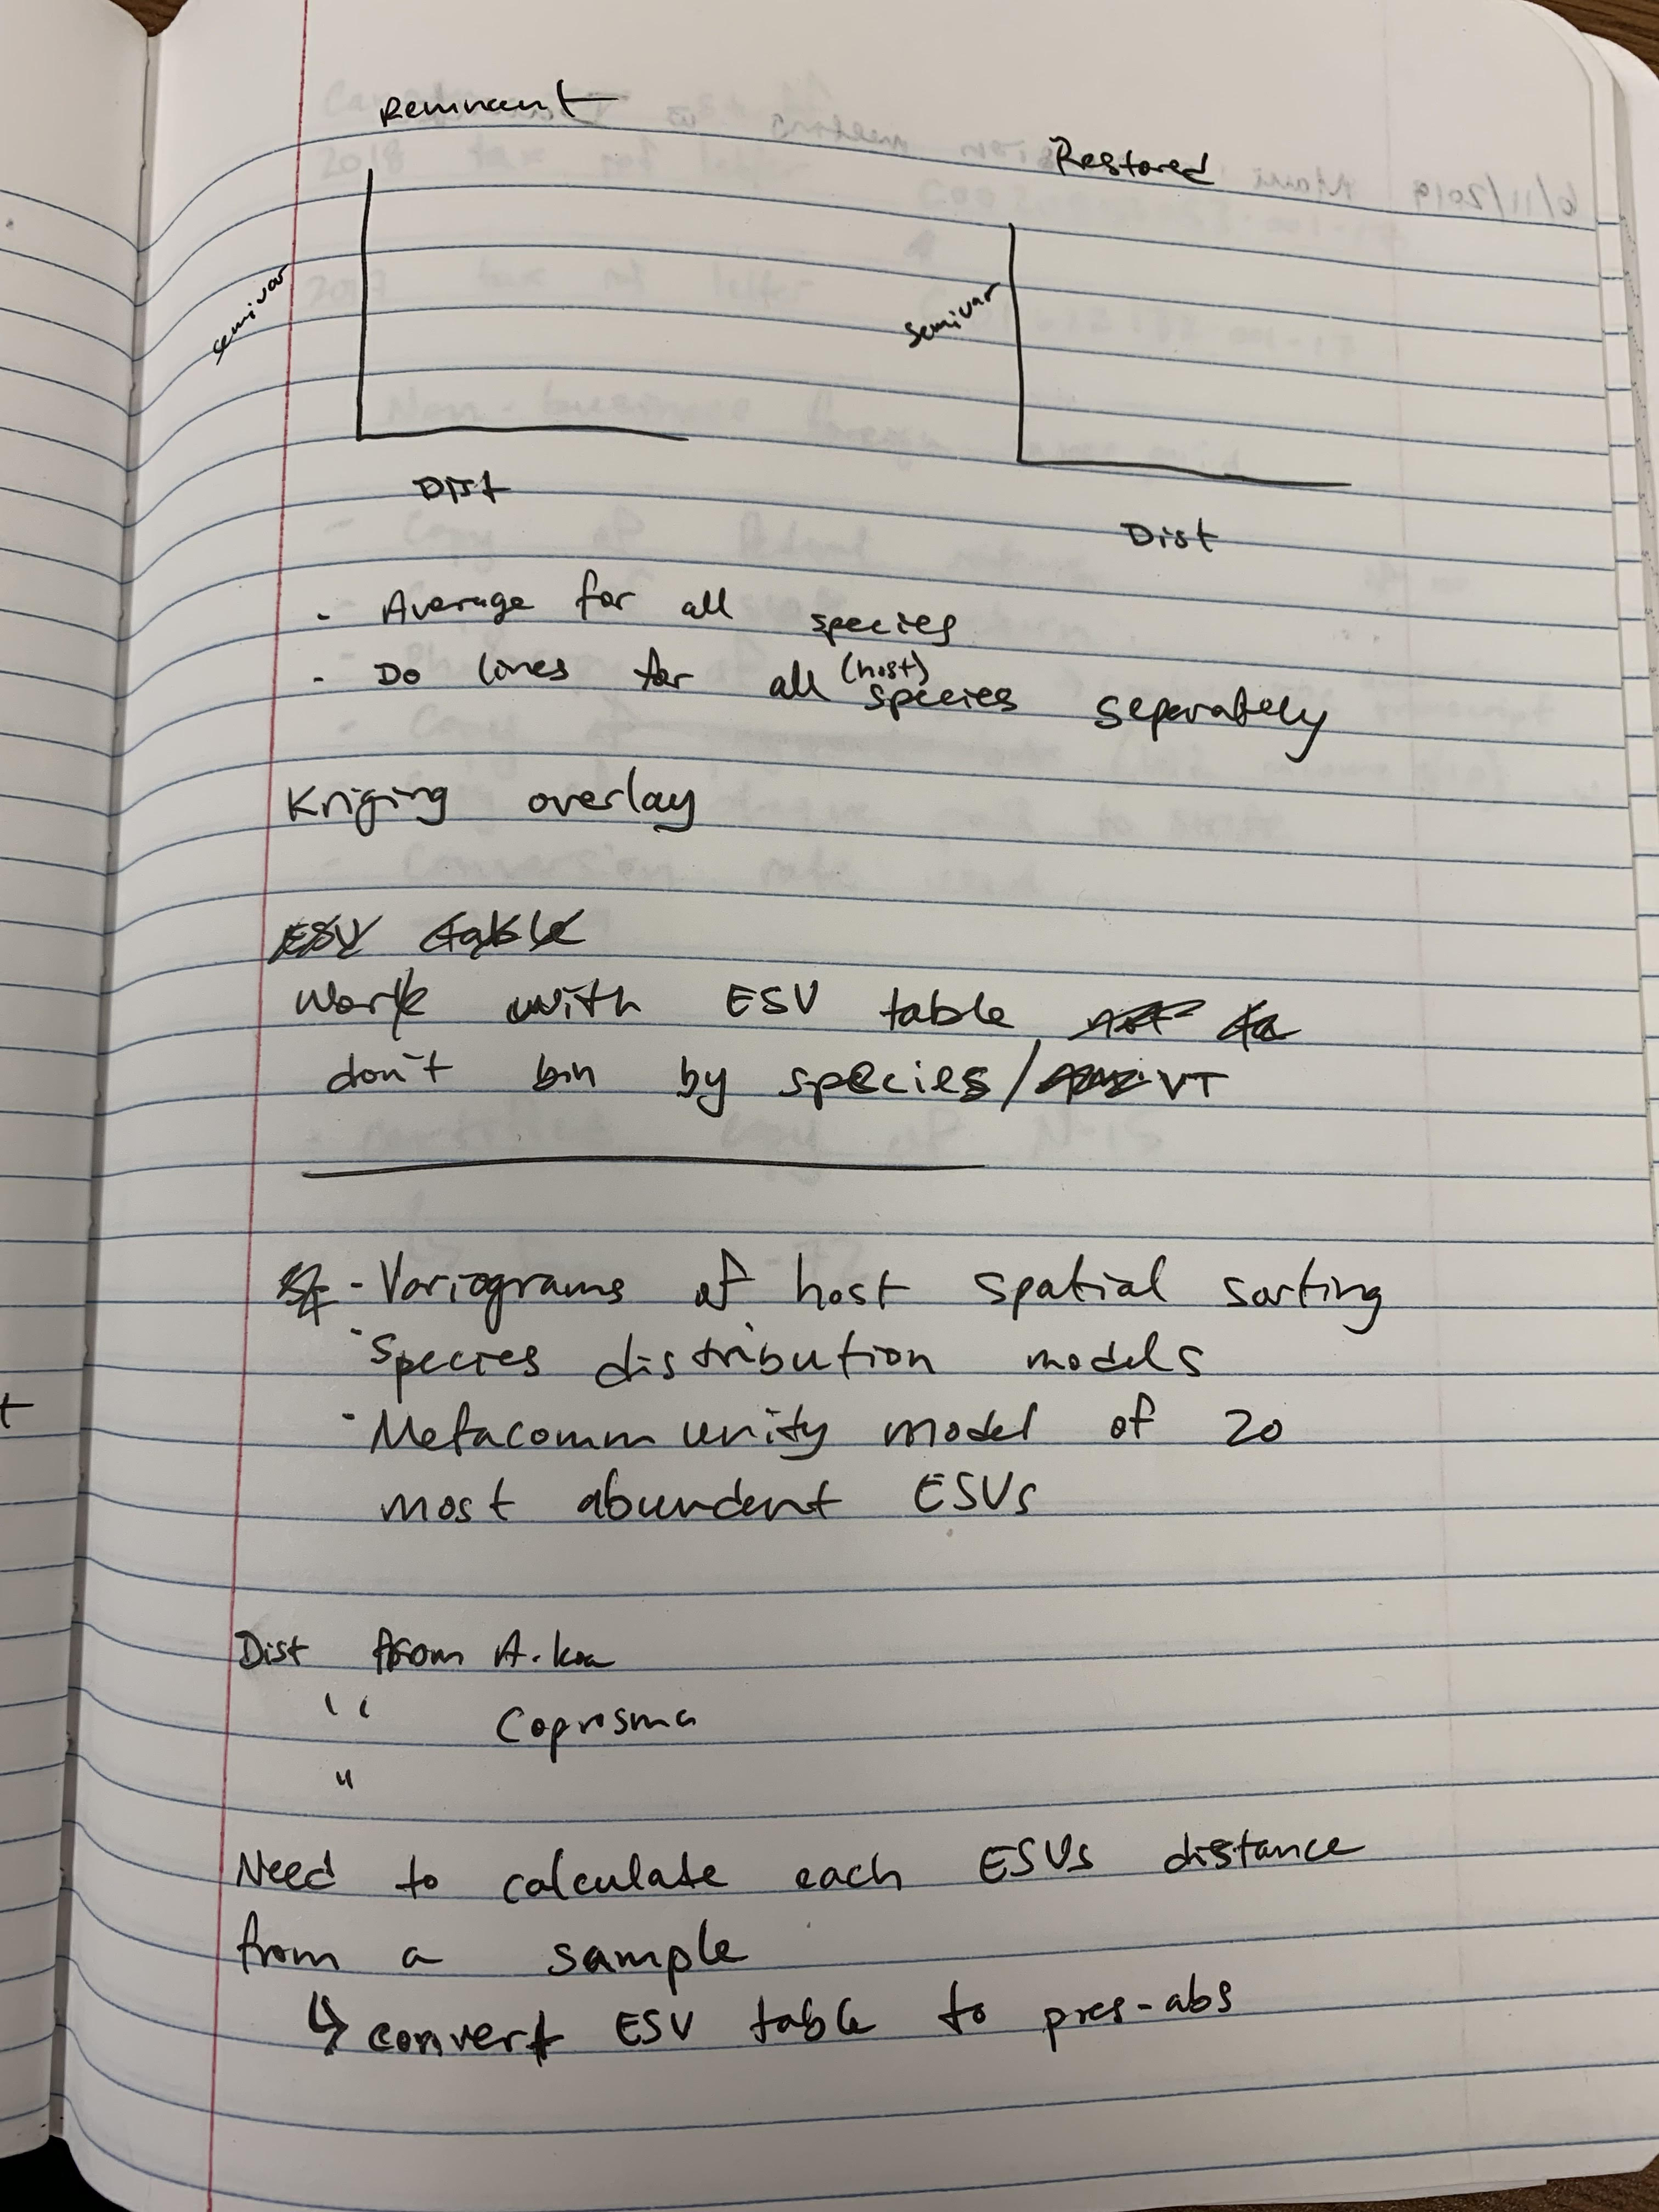 Remnant
Restored
semivar
semivar
Dist
Dist
- Average for all species
- Do lines for all (host) species separately
Kriging overlay
ESV table
Work with ESV table
don't bin by species/ VT
- Variograms of host spatial sorting
- Species distribution models
- Metacommunity model of 20
most abundent ESVs
Dist from A. koa
" Coprosma
"
Need to calculate each ESVs distance
from a sample
↳ convert ESV table to pres-abs